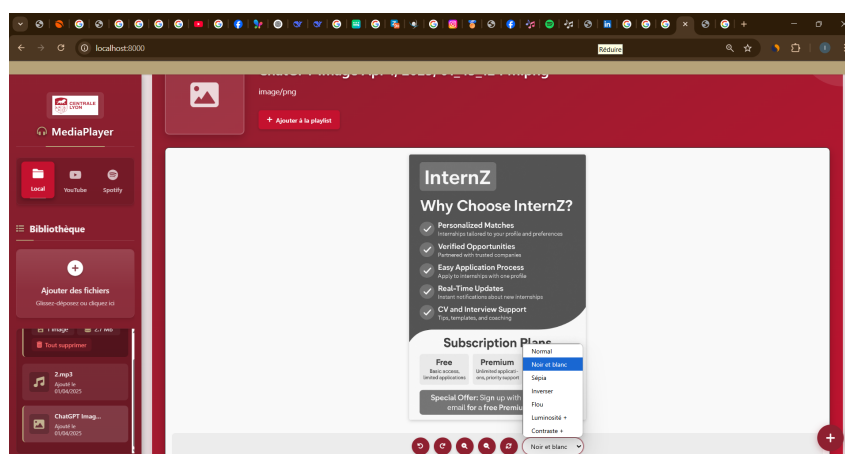 localhost:8000
Réduire
CENTRALE
LYON
MediaPlayer
Local
YouTube
Spotify
Bibliothèque
Ajouter des fichiers
Glissez-déposez ou cliquez ici
1 image
2.7 MB
Tout supprimer
2.mp3
Ajouté le
01/04/2025
ChatGPT Imag...
Ajouté le
01/04/2025
image/png
+ Ajouter à la playlist
InternZ
Why Choose InternZ?
Personalized Matches
Internships tailored to your profile and preferences
Verified Opportunities
Partnered with trusted companies
Easy Application Process
Apply to internships with one profile
Real-Time Updates
Instant notifications about new internships
CV and Interview Support
Tips, templates, and coaching
Subscription Plans
Free
Basic access,
limited applications
Premium
Unlimited applicat-
ons, priority support
Special Offer: Sign up with
email for a free Premiu
Normal
Noir et blanc
Sépia
Inverser
Flou
Luminosité +
Contraste +
Noir et blanc